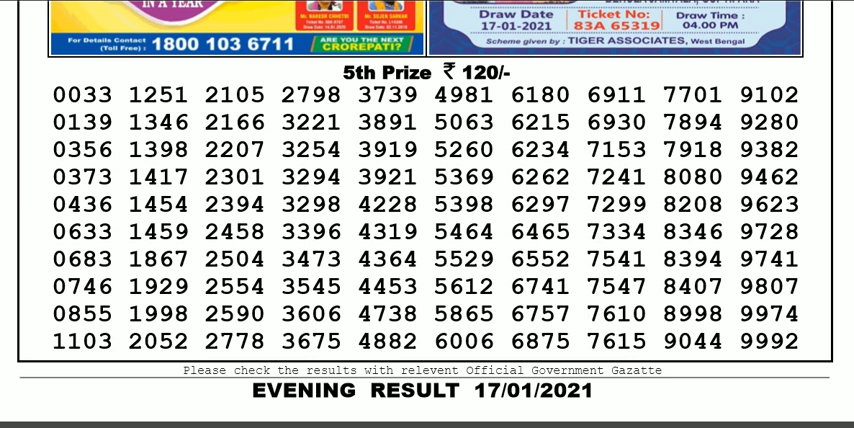 IN A YEAR
Mr. NARESH CHHETRI
Mr. SUJAN SARKAR
For Details Contact
(Toll Free) : 1800 103 6711
ARE YOU THE NEXT
CROREPATI?
Draw Date
17-01-2021
Ticket No:
83A 65319
Draw Time :
04.00 PM
Scheme given by : TIGER ASSOCIATES, West Bengal
5th Prize ₹ 120/-
0033 1251 2105 2798 3739 4981 6180 6911 7701 9102
0139 1346 2166 3221 3891 5063 6215 6930 7894 9280
0356 1398 2207 3254 3919 5260 6234 7153 7918 9382
0373 1417 2301 3294 3921 5369 6262 7241 8080 9462
0436 1454 2394 3298 4228 5398 6297 7299 8208 9623
0633 1459 2458 3396 4319 5464 6465 7334 8346 9728
0683 1867 2504 3473 4364 5529 6552 7541 8394 9741
0746 1929 2554 3545 4453 5612 6741 7547 8407 9807
0855 1998 2590 3606 4738 5865 6757 7610 8998 9974
1103 2052 2778 3675 4882 6006 6875 7615 9044 9992
Please check the results with relevent Official Government Gazatte
EVENING RESULT 17/01/2021